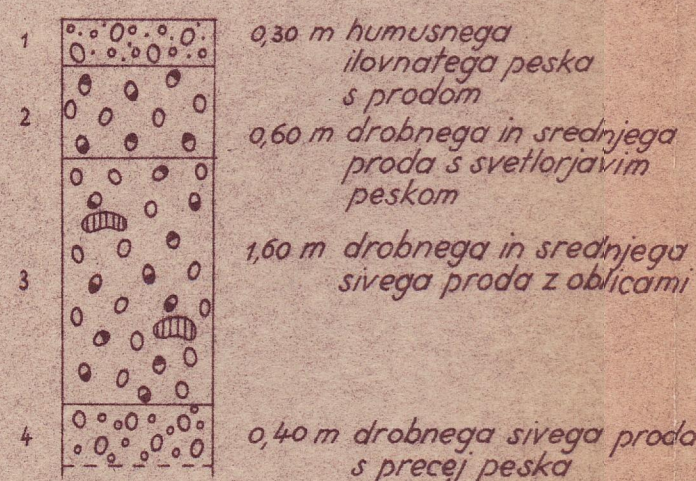 1
0,30 m humusnega
ilovnatega peska
s prodom
2
0,60 m drobnega in srednjega
proda s svetlorjavim
peskom
3
1,60 m drobnega in srednjega
sivega proda z oblicami
4
0,40 m drobnega sivega proda
s precej peska